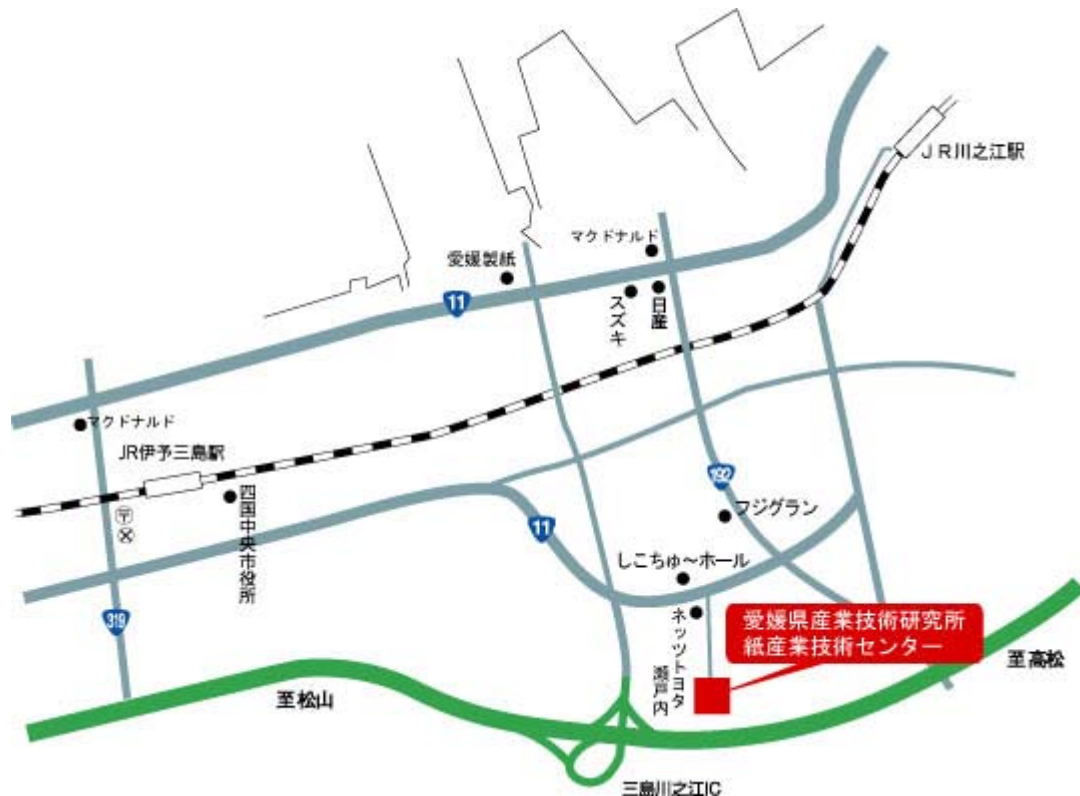 JR川之江駅
マクドナルド
愛媛製紙
11
スズキ
日産
マクドナルド
JR伊予三島駅
〒
四国中央市役所
192
フジグラン
11
しこちゅ〜ホール
319
ネッツトヨタ
瀬戸内
愛媛県産業技術研究所
紙産業技術センター
至高松
至松山
三島川之江IC